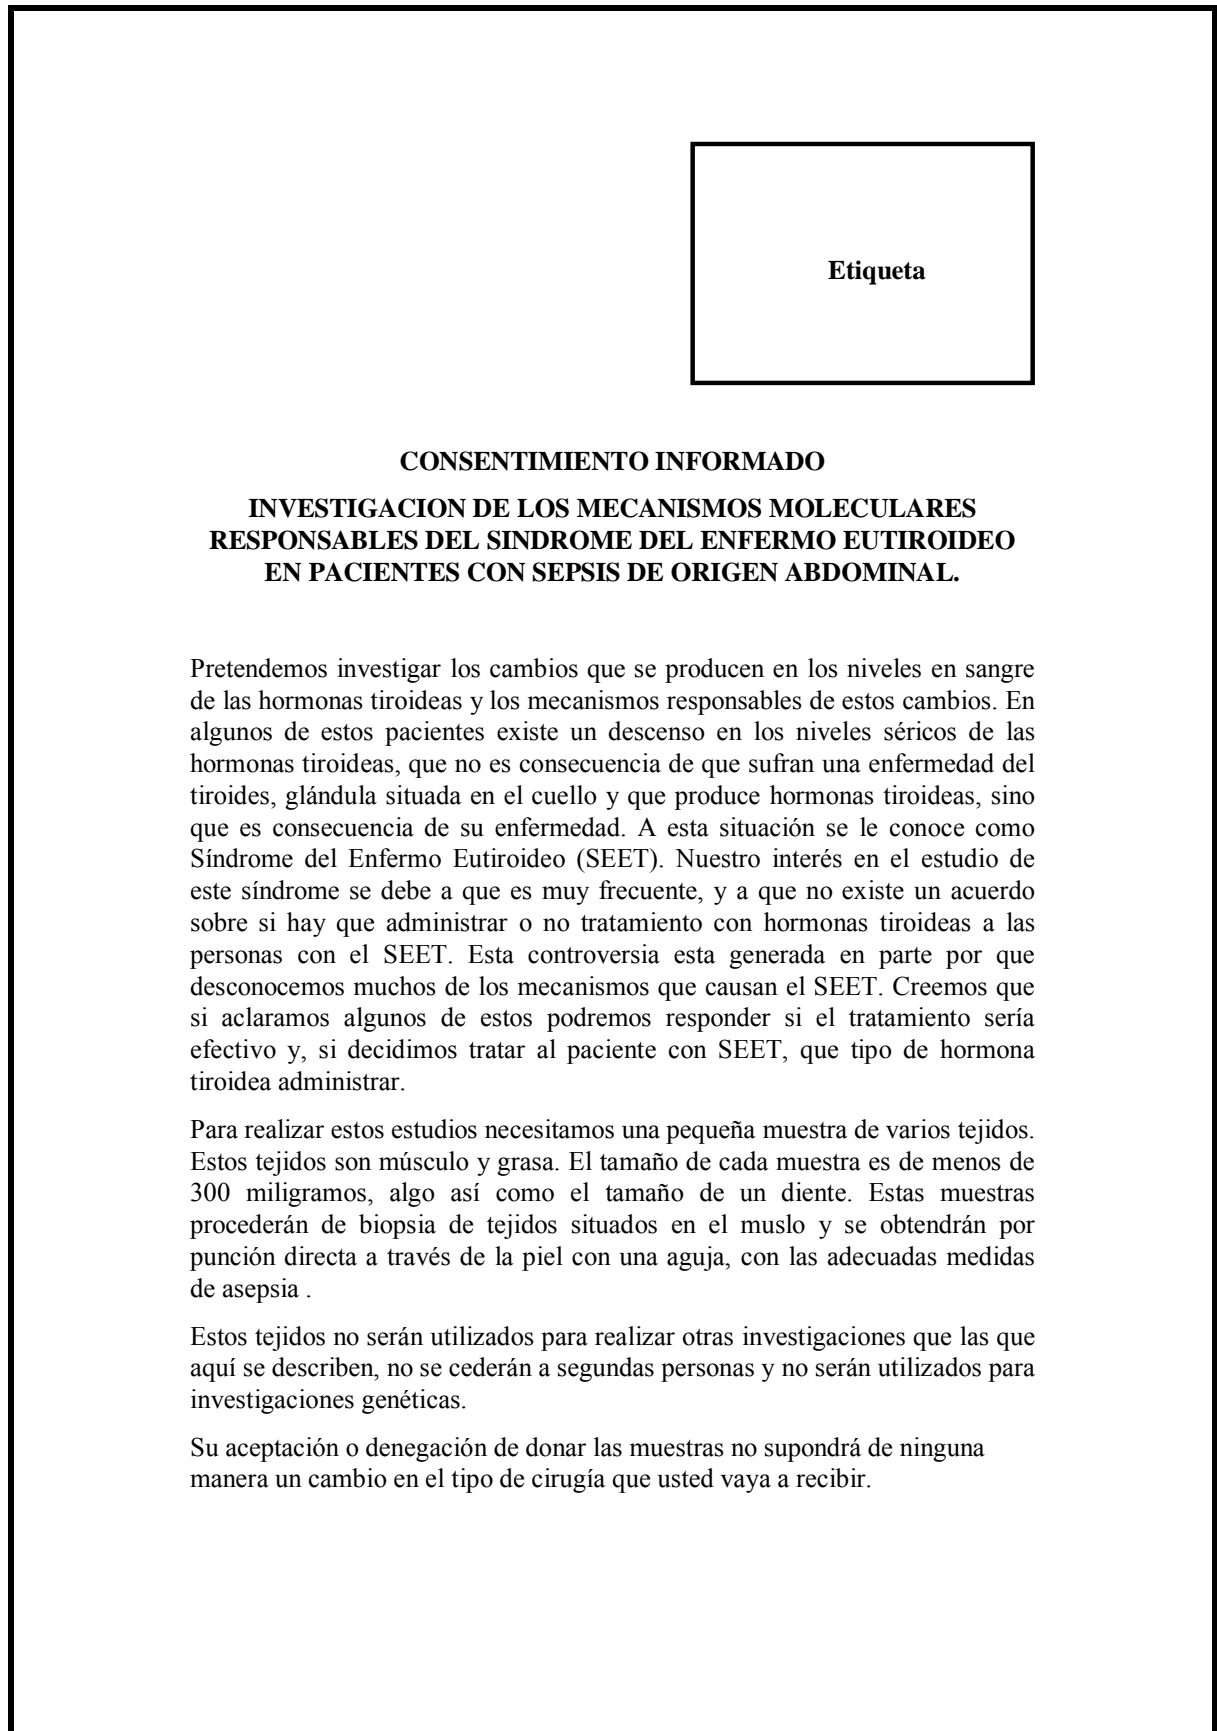 Etiqueta
CONSENTIMIENTO INFORMADO
INVESTIGACION DE LOS MECANISMOS MOLECULARES
RESPONSABLES DEL SINDROME DEL ENFERMO EUTIROIDEO
EN PACIENTES CON SEPSIS DE ORIGEN ABDOMINAL.
Pretendemos investigar los cambios que se producen en los niveles en sangre
de las hormonas tiroideas y los mecanismos responsables de estos cambios. En
algunos de estos pacientes existe un descenso en los niveles séricos de las
hormonas tiroideas, que no es consecuencia de que sufran una enfermedad del
tiroides, glándula situada en el cuello y que produce hormonas tiroideas, sino
que es consecuencia de su enfermedad. A esta situación se le conoce como
Síndrome del Enfermo Eutiroideo (SEET). Nuestro interés en el estudio de
este síndrome se debe a que es muy frecuente, y a que no existe un acuerdo
sobre si hay que administrar o no tratamiento con hormonas tiroideas a las
personas con el SEET. Esta controversia esta generada en parte por que
desconocemos muchos de los mecanismos que causan el SEET. Creemos que
si aclaramos algunos de estos podremos responder si el tratamiento sería
efectivo y, si decidimos tratar al paciente con SEET, que tipo de hormona
tiroidea administrar.
Para realizar estos estudios necesitamos una pequeña muestra de varios tejidos.
Estos tejidos son músculo y grasa. El tamaño de cada muestra es de menos de
300 miligramos, algo así como el tamaño de un diente. Estas muestras
procederán de biopsia de tejidos situados en el muslo y se obtendrán por
punción directa a través de la piel con una aguja, con las adecuadas medidas
de asepsia .
Estos tejidos no serán utilizados para realizar otras investigaciones que las que
aquí se describen, no se cederán a segundas personas y no serán utilizados para
investigaciones genéticas.
Su aceptación o denegación de donar las muestras no supondrá de ninguna
manera un cambio en el tipo de cirugía que usted vaya a recibir.